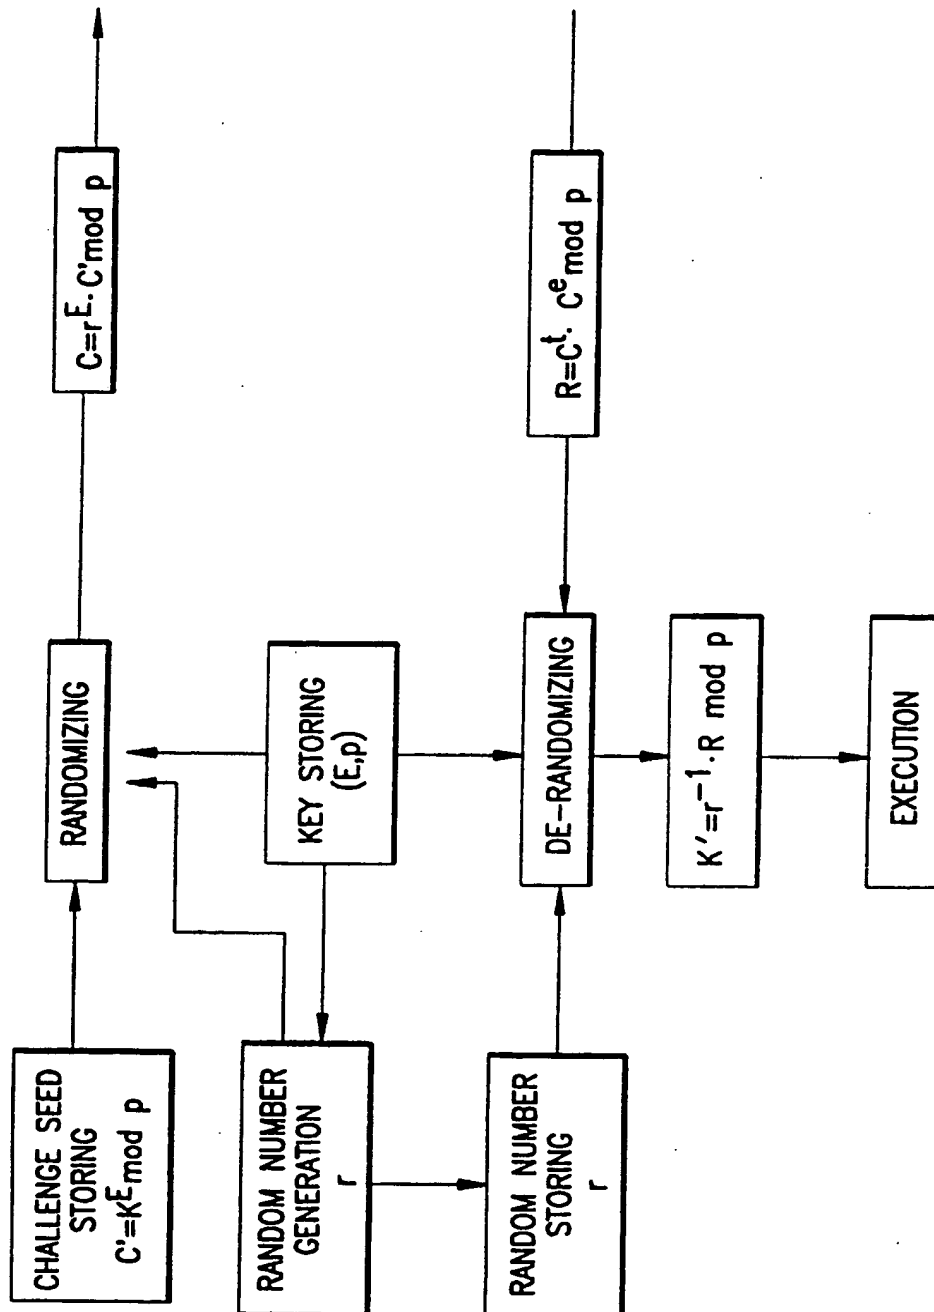 CHALLENGE SEED
STORING
C'=K^E mod p
RANDOMIZING
C=r^E. C'mod p
RANDOM NUMBER
GENERATION
r
KEY STORING
(E,p)
RANDOM NUMBER
STORING
r
DE-RANDOMIZING
R=C^t. C^e mod p
K'=r^-1.R mod p
EXECUTION